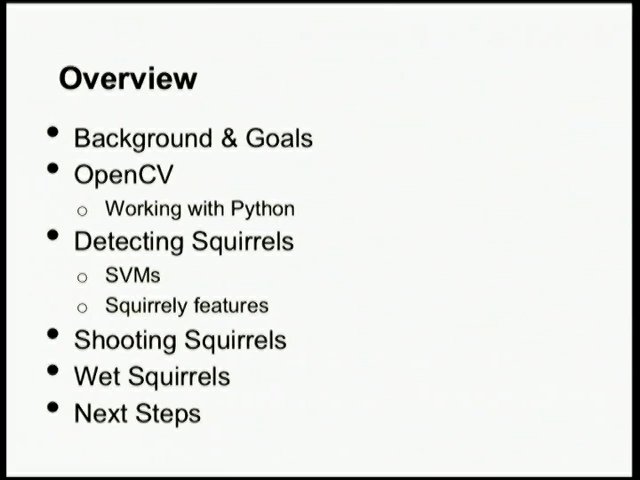 Overview
• Background & Goals
• OpenCV
○ Working with Python
• Detecting Squirrels
○ SVMs
○ Squirrely features
• Shooting Squirrels
• Wet Squirrels
• Next Steps